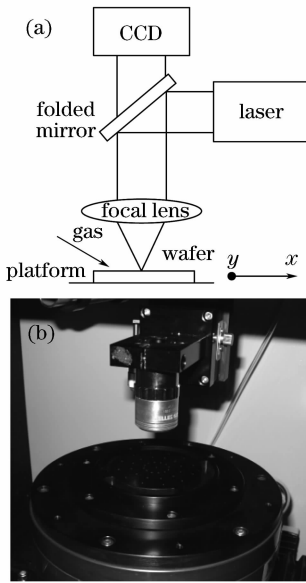 (a)
CCD
folded
mirror
laser
focal lens
gas
wafer
platform
y
x
(b)